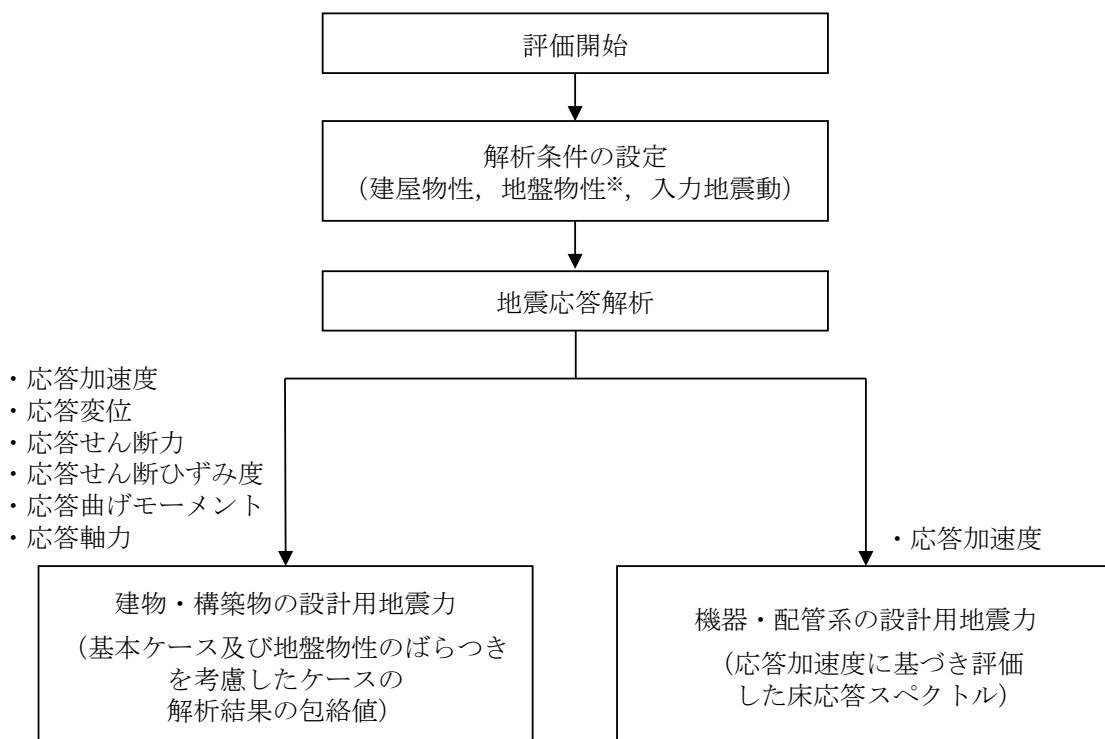 評価開始
解析条件の設定
（建屋物性，地盤物性※，入力地震動）
地震応答解析
・応答加速度
・応答変位
・応答せん断力
・応答せん断ひずみ度
・応答曲げモーメント
・応答軸力
・応答加速度
建物・構築物の設計用地震力
（基本ケース及び地盤物性のばらつき
を考慮したケースの
解析結果の包絡値）
機器・配管系の設計用地震力
（応答加速度に基づき評価
した床応答スペクトル）